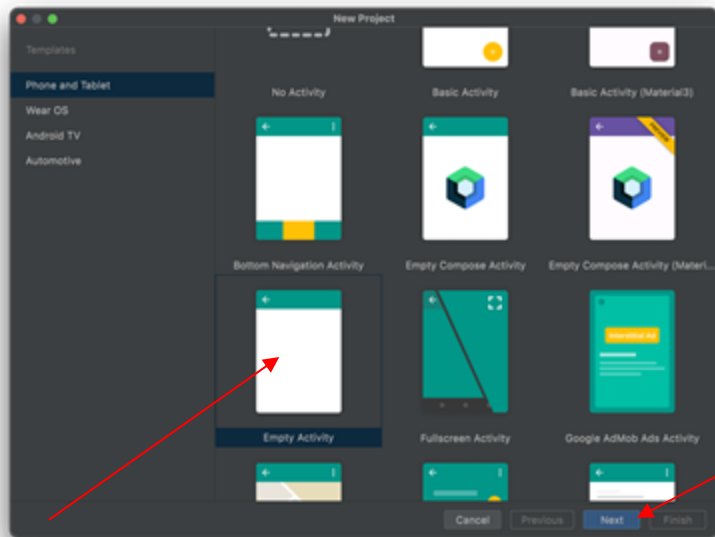 New Project
Templates
Phone and Tablet
Wear OS
Android TV
Automotive
No Activity
Basic Activity
Basic Activity (Material3)
PREVIEW
Bottom Navigation Activity
Empty Compose Activity
Empty Compose Activity (Materi...
Interstitial Ad
Empty Activity
Fullscreen Activity
Google AdMob Ads Activity
Cancel
Previous
Next
Finish